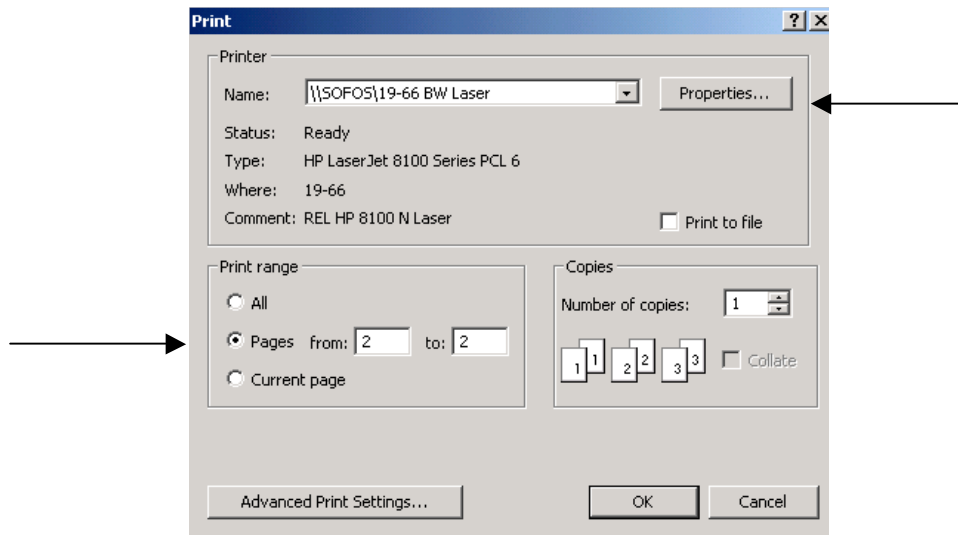 Print
Printer
Name: \\SOFOS\19-66 BW Laser Properties...
Status: Ready
Type: HP LaserJet 8100 Series PCL 6
Where: 19-66
Comment: REL HP 8100 N Laser Print to file
Print range
All
Pages from: 2 to: 2
Current page
Copies
Number of copies: 1
1 1 2 2 3 3 Collate
Advanced Print Settings... OK Cancel